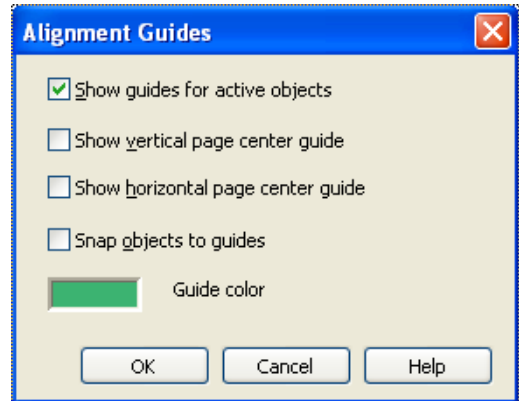 Alignment Guides
Show guides for active objects
Show vertical page center guide
Show horizontal page center guide
Snap objects to guides
Guide color
OK Cancel Help